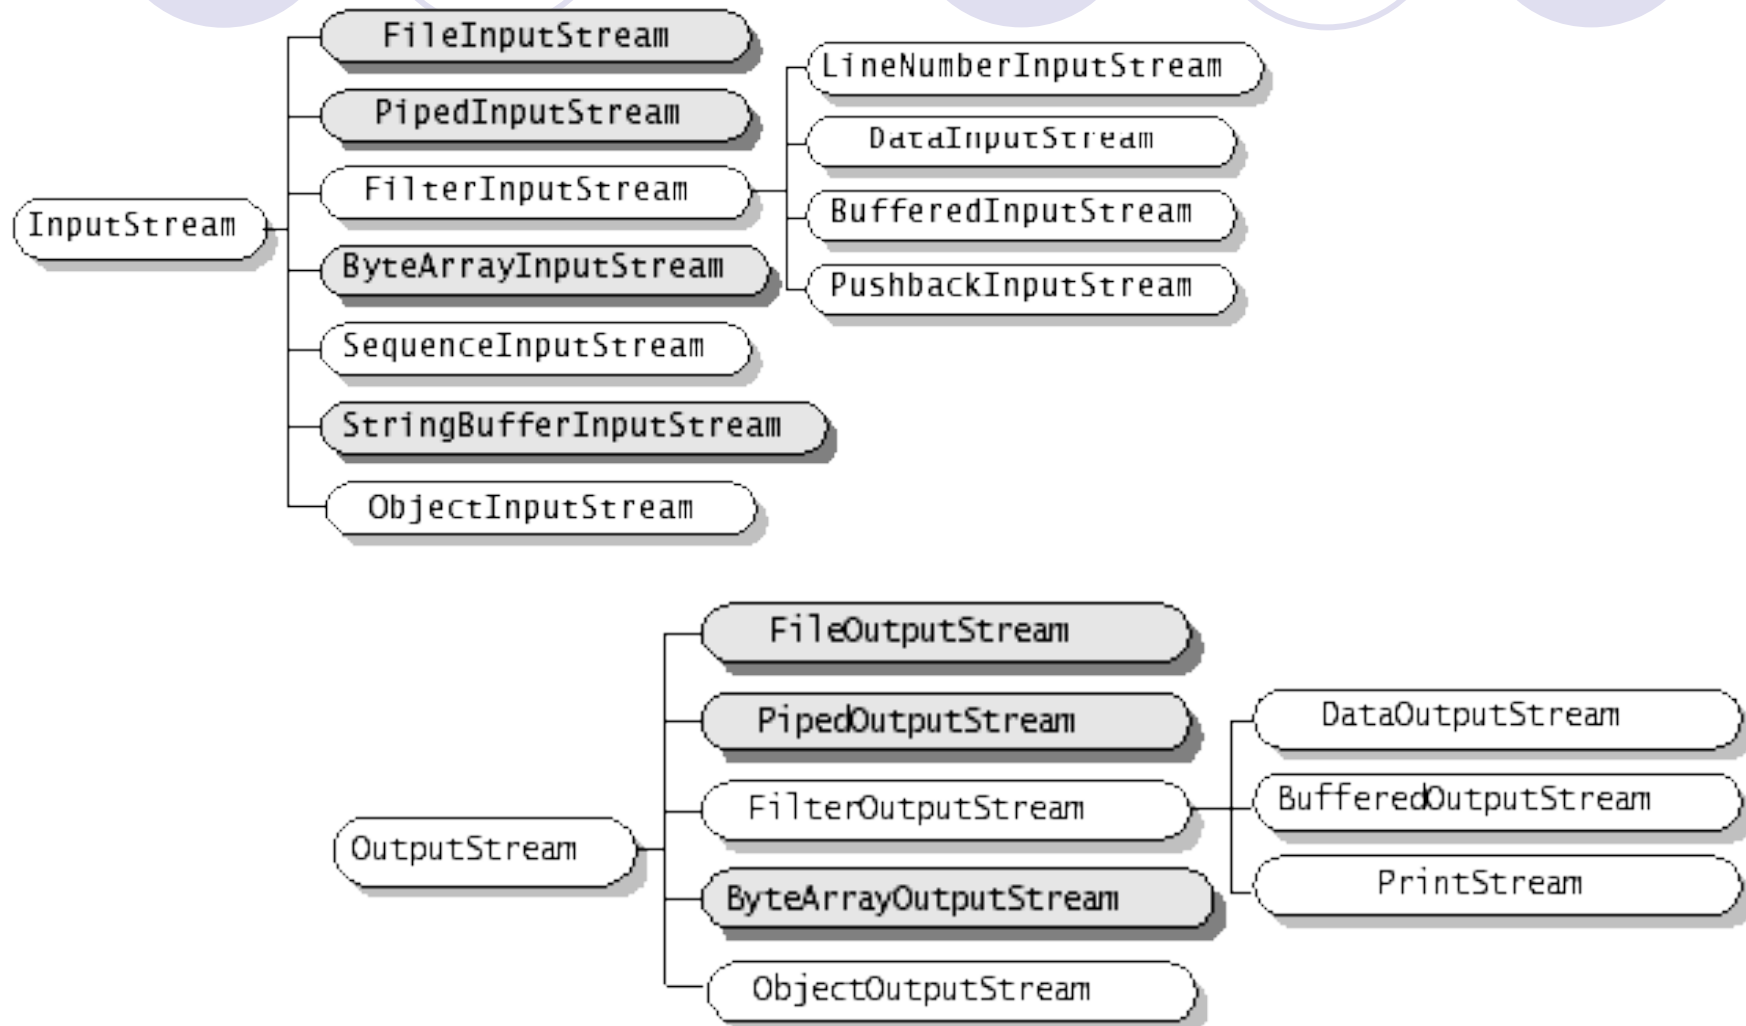 FileInputStream
LineNumberInputStream
PipedInputStream
DataInputStream
FilterInputStream
BufferedInputStream
InputStream
ByteArrayInputStream
PushbackInputStream
SequenceInputStream
StringBufferInputStream
ObjectInputStream
FileOutputStream
PipedOutputStream
DataOutputStream
FilterOutputStream
BufferedOutputStream
OutputStream
PrintStream
ByteArrayOutputStream
ObjectOutputStream